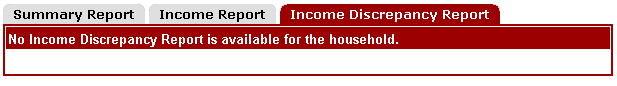 Summary Report Income Report Income Discrepancy Report
No Income Discrepancy Report is available for the household.